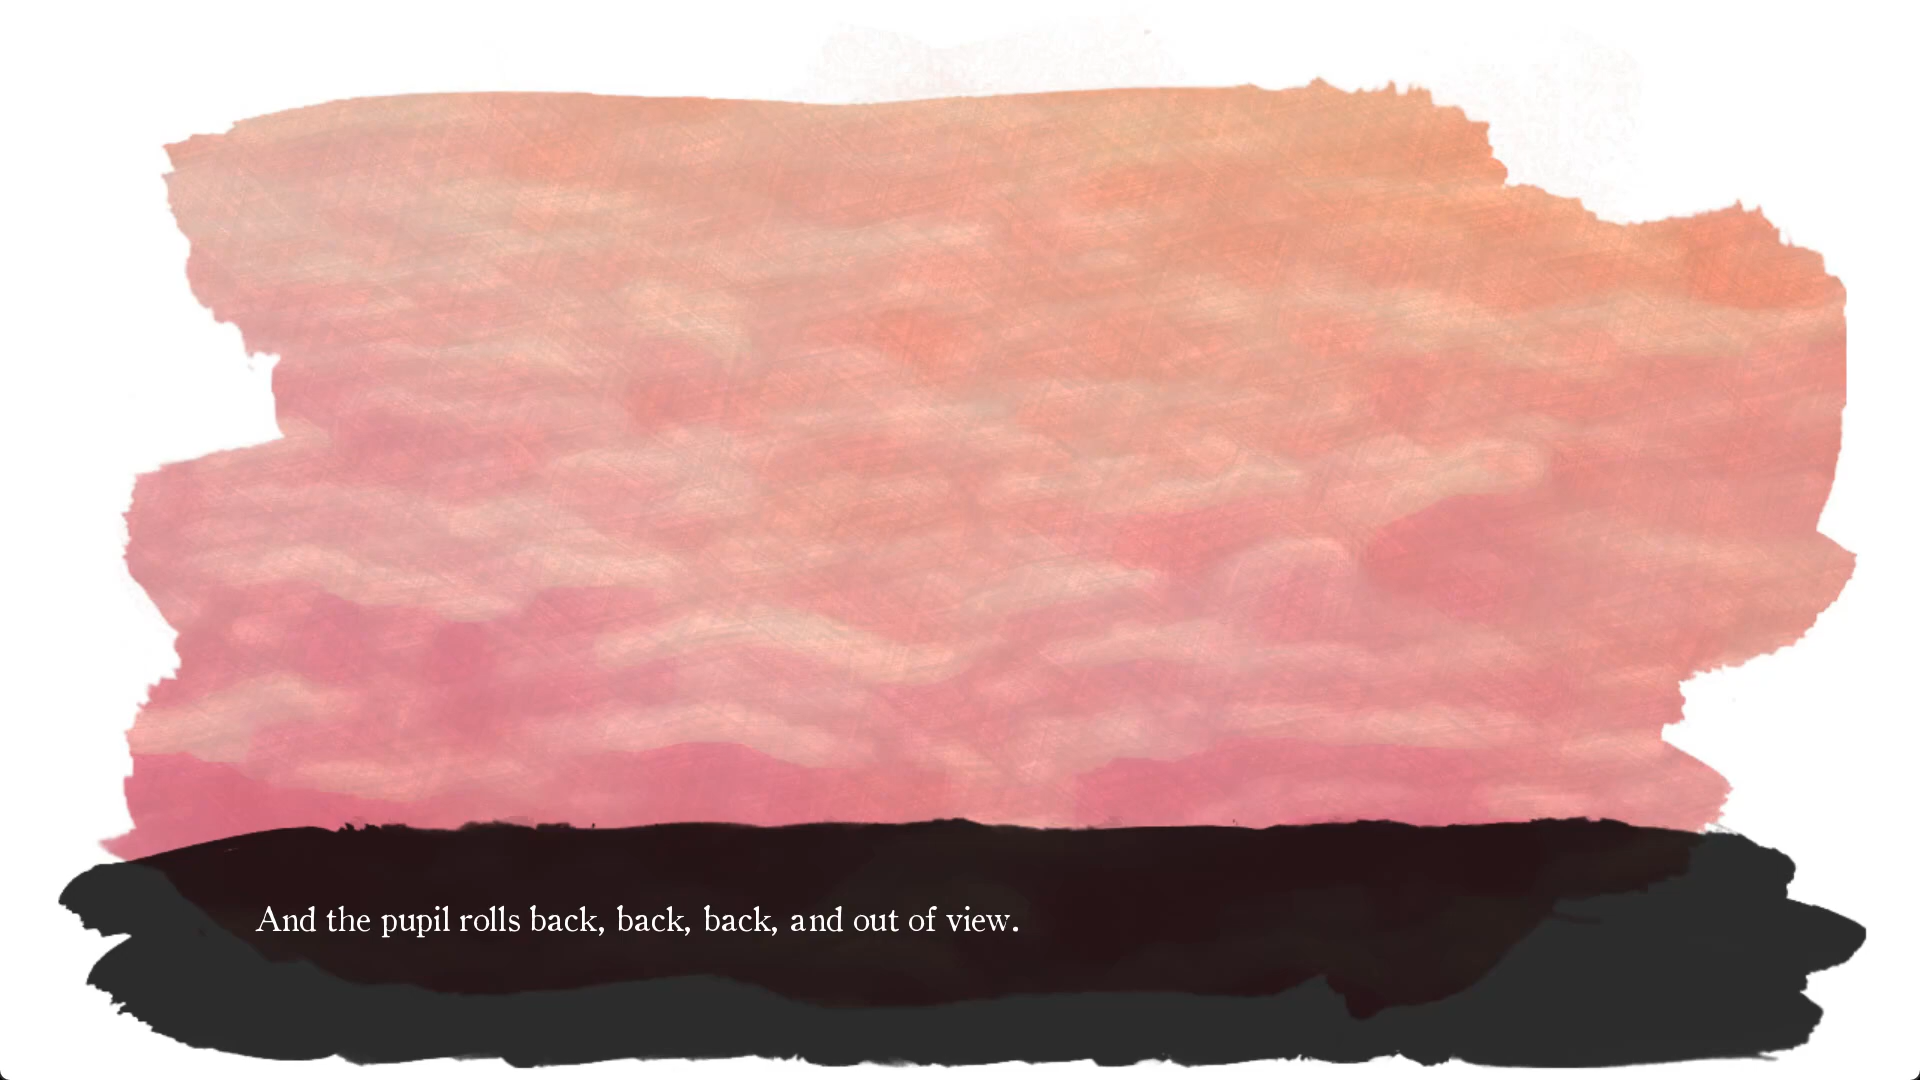 And the pupil rolls back, back, back, and out of view.